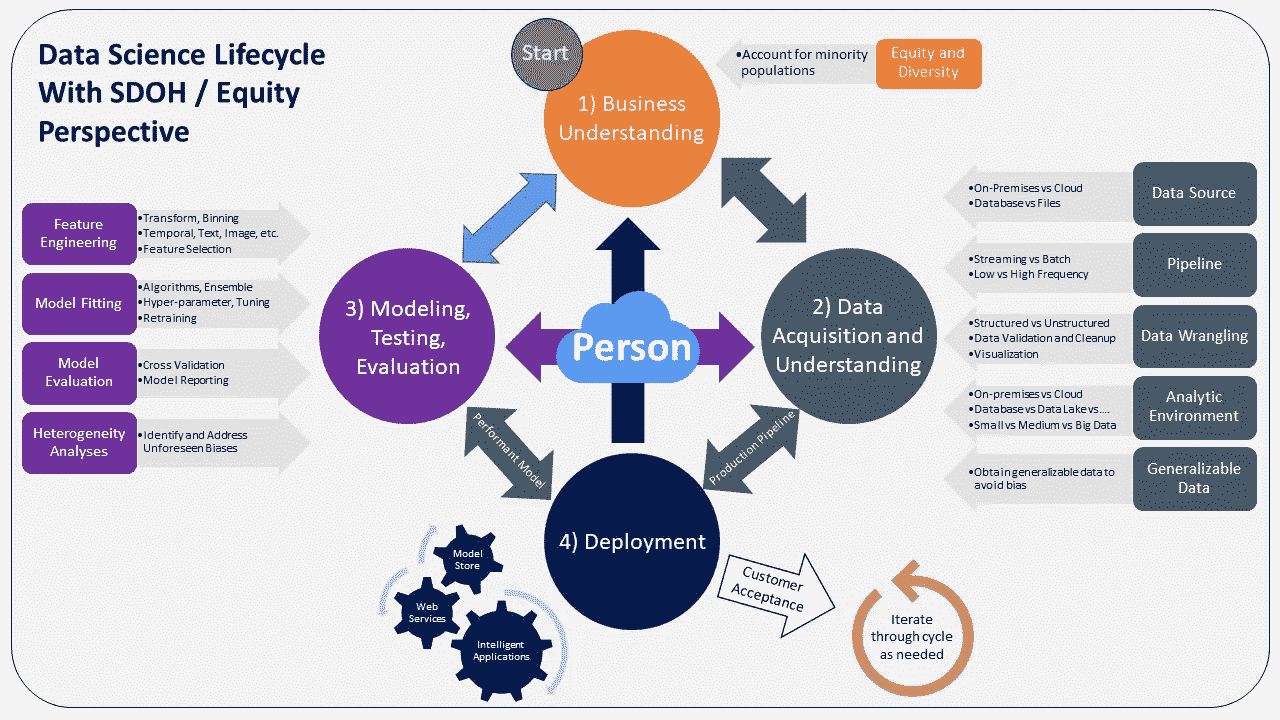 Data Science Lifecycle
With SDOH / Equity
Perspective
Start
1) Business
Understanding
•Account for minority
populations
Equity and
Diversity
Feature
Engineering
•Transform, Binning
•Temporal, Text, Image, etc.
•Feature Selection
Model Fitting
•Algorithms, Ensemble
•Hyper-parameter, Tuning
•Retraining
Model
Evaluation
•Cross Validation
•Model Reporting
Heterogeneity
Analyses
•Identify and Address
Unforeseen Biases
3) Modeling,
Testing,
Evaluation
Person
2) Data
Acquisition and
Understanding
•On-Premises vs Cloud
•Database vs Files
Data Source
•Streaming vs Batch
•Low vs High Frequency
Pipeline
•Structured vs Unstructured
•Data Validation and Cleanup
•Visualization
Data Wrangling
•On-premises vs Cloud
•Database vs Data Lake vs....
•Small vs Medium vs Big Data
Analytic
Environment
•Obtain generalizable data to
avoid bias
Generalizable
Data
Performant Model
Production Pipeline
4) Deployment
Model
Store
Web
Services
Intelligent
Applications
Customer
Acceptance
Iterate
through ccle
as needed